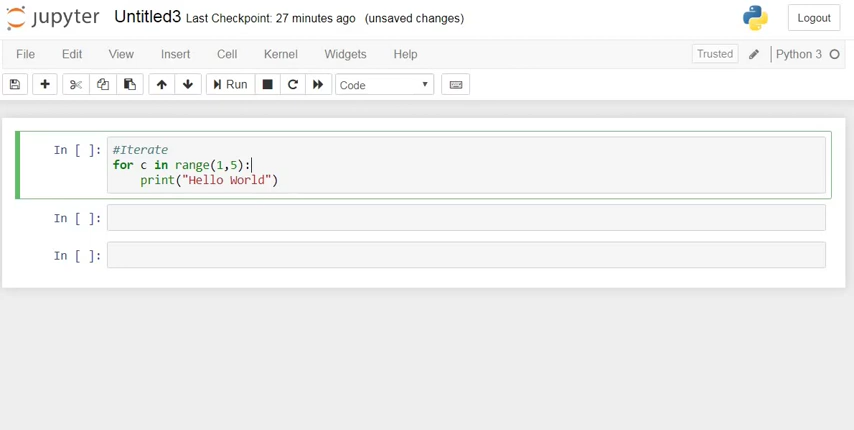 jupyter Untitled3 Last Checkpoint: 27 minutes ago (unsaved changes) Logout
File Edit View Insert Cell Kernel Widgets Help Trusted Python 3
Run Code
In [ ]: #Iterate
for c in range(1,5):
print("Hello World")
In [ ]:
In [ ]: